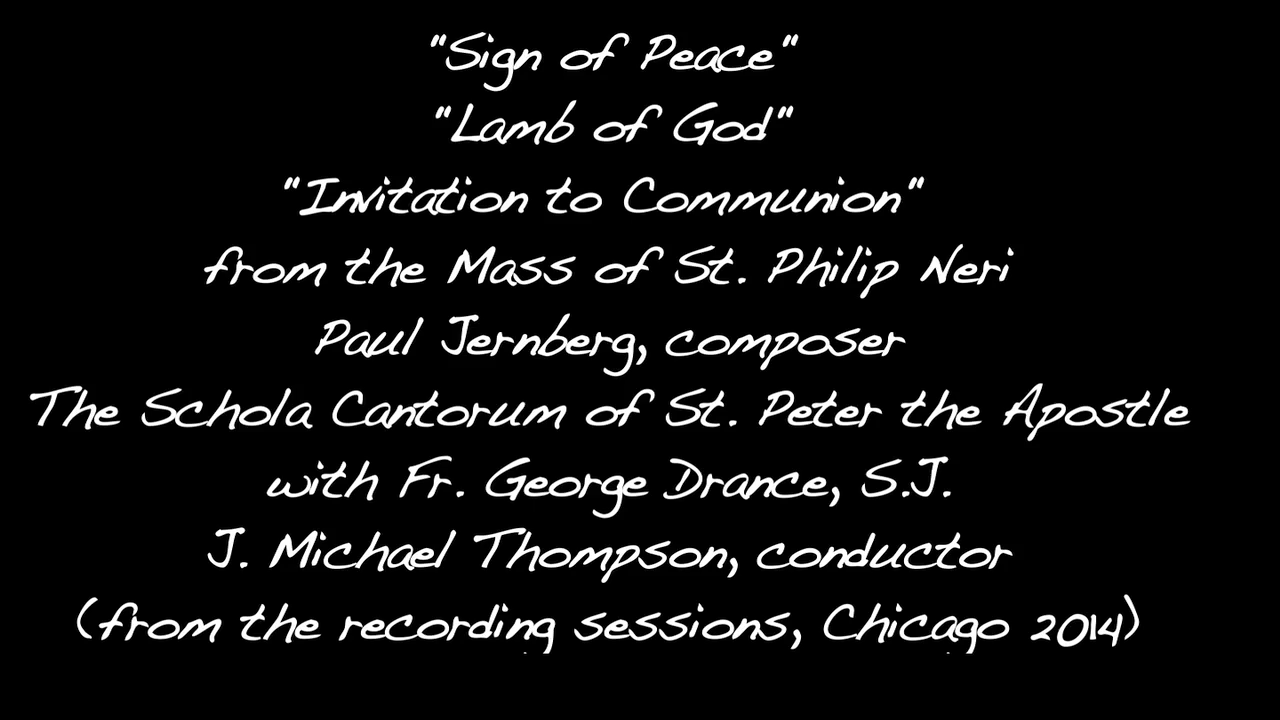 "Sign of Peace"
"Lamb of God"
"Invitation to Communion"
from the Mass of St. Philip Neri
Paul Jernberg, composer
The Schola Cantorum of St. Peter the Apostle
with Fr. George Drance, S.J.
J. Michael Thompson, conductor
(from the recording sessions, Chicago 2014)